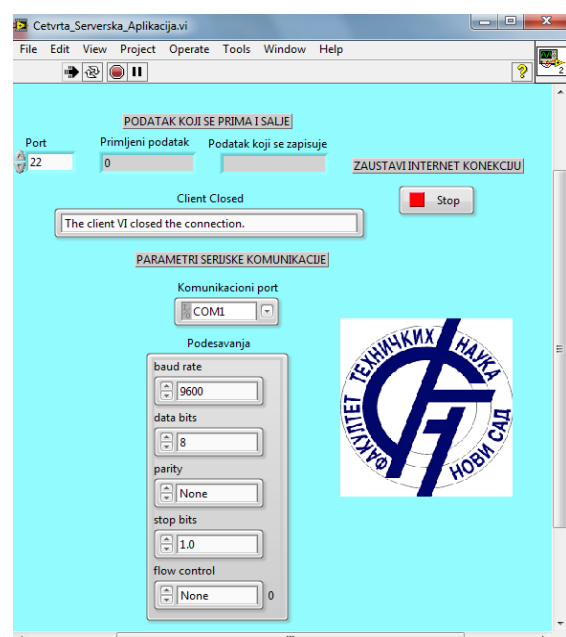 Cetvrta_Serverska_Aplikacija.vi
File Edit View Project Operate Tools Window Help
2
PODATAK KOJI SE PRIMA I SALJE
Port Primljeni podatak Podatak koji se zapisuje
22 0
ZAUSTAVI INTERNET KONEKCIJU
Stop
Client Closed
The client VI closed the connection.
PARAMETRI SERIJSKE KOMUNIKACIJE
Komunikacioni port
COM1
Podesavanja
baud rate
9600
data bits
8
parity
None
stop bits
1.0
flow control
None 0
ФАКУЛТЕТ ТЕХНИЧКИХ НАУКА
НОВИ САД